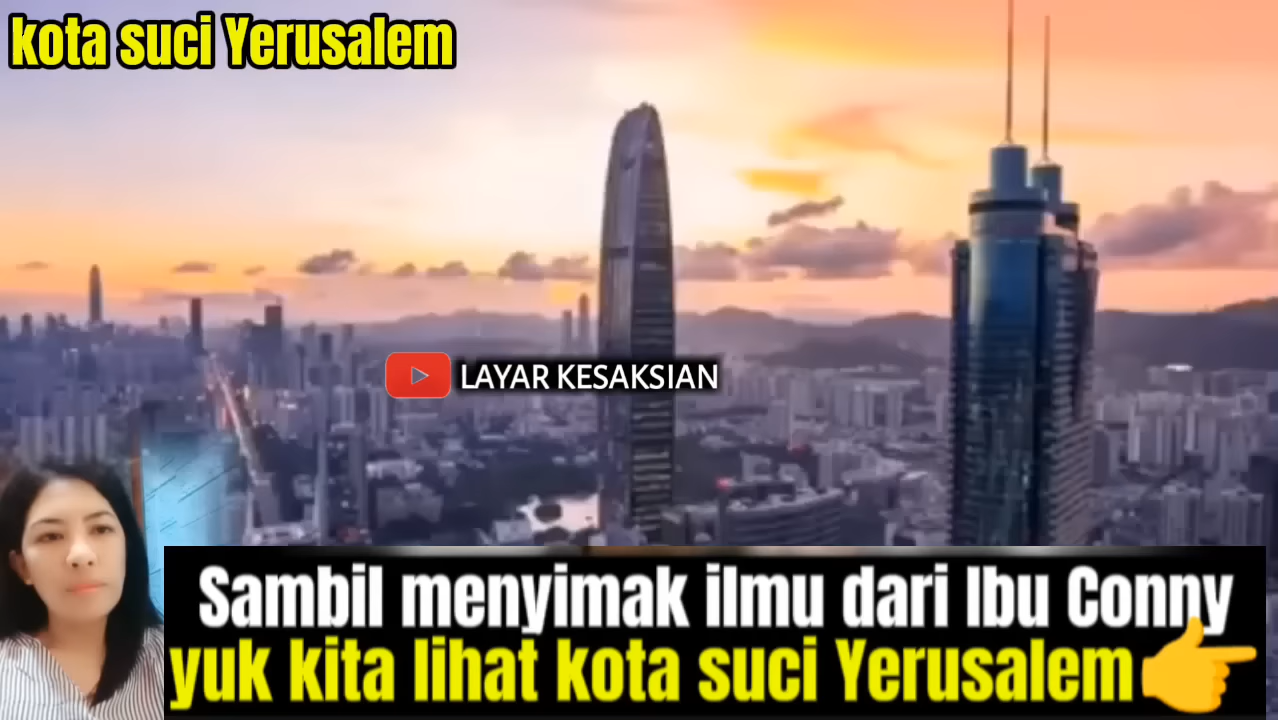 kota suci Yerusalem
LAYAR KESAKSIAN
Sambil menyimak ilmu dari Ibu Conny
yuk kita lihat kota suci Yerusalem